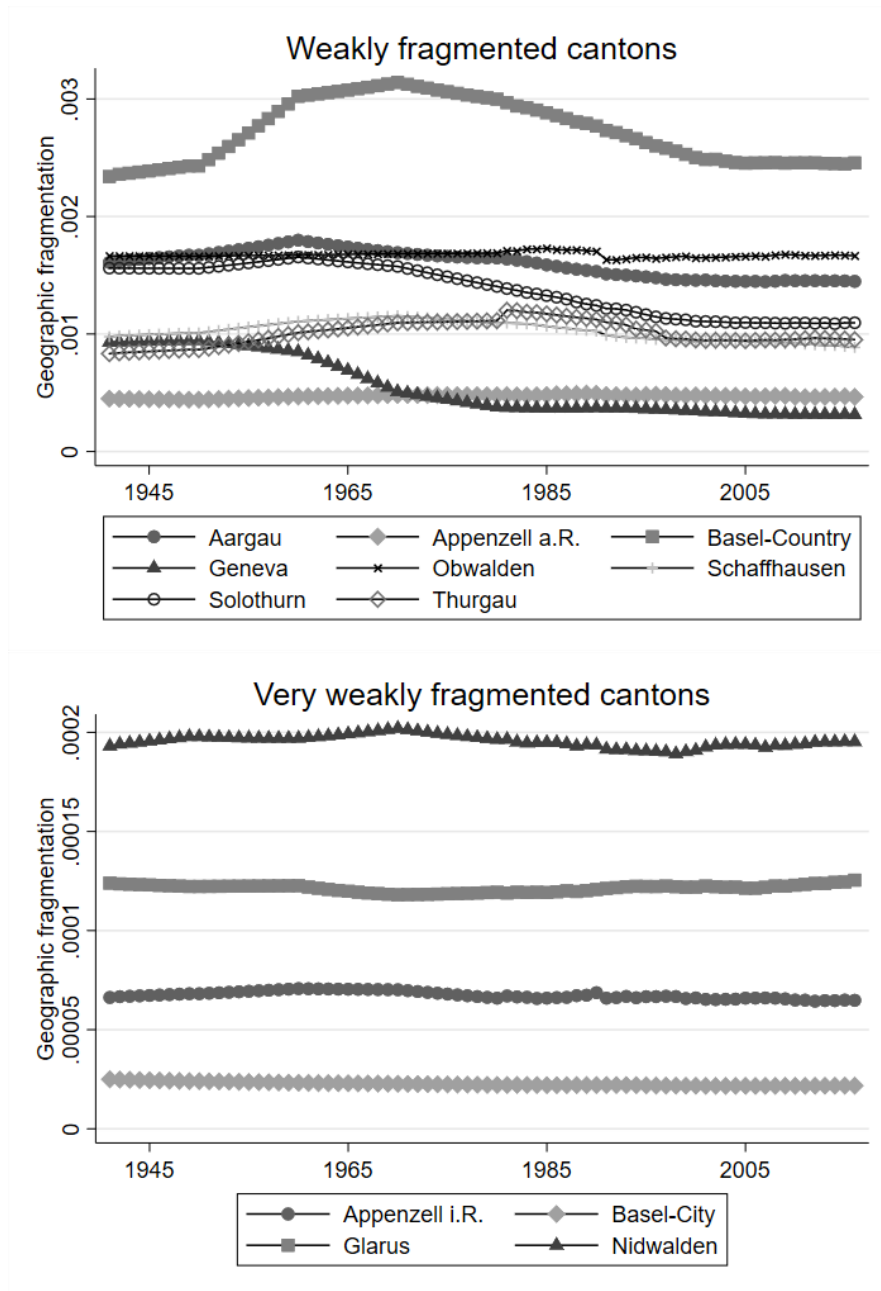 Weakly fragmented cantons
Geographic fragmentation
.003
.002
.001
0
1945 1965 1985 2005
Aargau Appenzell a.R. Basel-Country
Geneva Obwalden Schaffhausen
Solothurn Thurgau
Very weakly fragmented cantons
Geographic fragmentation
.0002
.00015
.0001
.00005
0
1945 1965 1985 2005
Appenzell i.R. Basel-City
Glarus Nidwalden